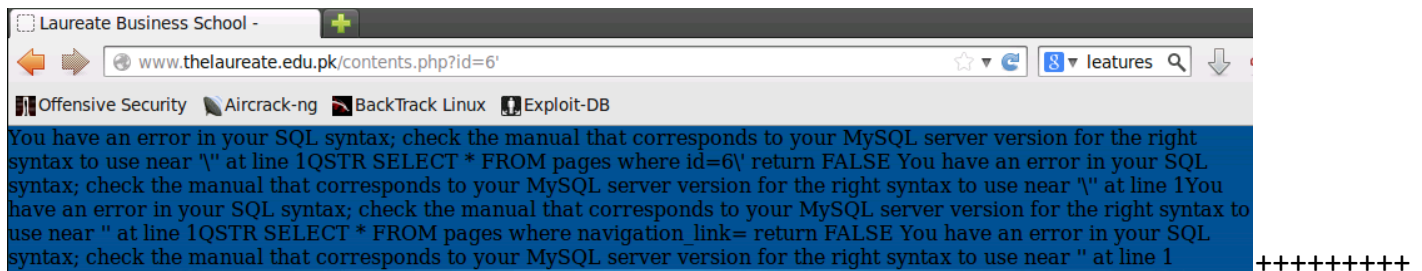 Laureate Business School -
www.thelaureate.edu.pk/contents.php?id=6'
8 leatures
Offensive Security Aircrack-ng BackTrack Linux Exploit-DB
You have an error in your SQL syntax; check the manual that corresponds to your MySQL server version for the right
syntax to use near '\'' at line 1QSTR SELECT * FROM pages where id=6\' return FALSE You have an error in your SQL
syntax; check the manual that corresponds to your MySQL server version for the right syntax to use near '\'' at line 1You
have an error in your SQL syntax; check the manual that corresponds to your MySQL server version for the right syntax to
use near '' at line 1QSTR SELECT * FROM pages where navigation_link= return FALSE You have an error in your SQL
syntax; check the manual that corresponds to your MySQL server version for the right syntax to use near '' at line 1
+++++++++